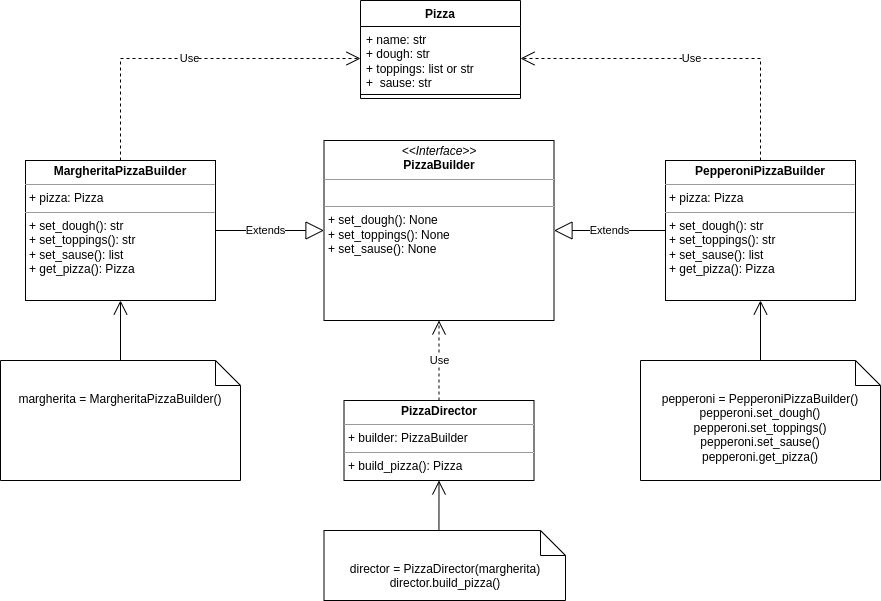 Pizza
+ name: str
+ dough: str
+ toppings: list or str
+  sause: str
Use
Use
MargheritaPizzaBuilder
+ pizza: Pizza
+ set_dough(): str
+ set_toppings(): str
+ set_sause(): list
+ get_pizza(): Pizza
Extends
<<Interface>>
PizzaBuilder
+ set_dough(): None
+ set_toppings(): None
+ set_sause(): None
Extends
PepperoniPizzaBuilder
+ pizza: Pizza
+ set_dough(): str
+ set_toppings(): str
+ set_sause(): list
+ get_pizza(): Pizza
Use
margherita = MargheritaPizzaBuilder()
PizzaDirector
+ builder: PizzaBuilder
+ build_pizza(): Pizza
pepperoni = PepperoniPizzaBuilder()
pepperoni.set_dough()
pepperoni.set_toppings()
pepperoni.set_sause()
pepperoni.get_pizza()
director = PizzaDirector(margherita)
director.build_pizza()